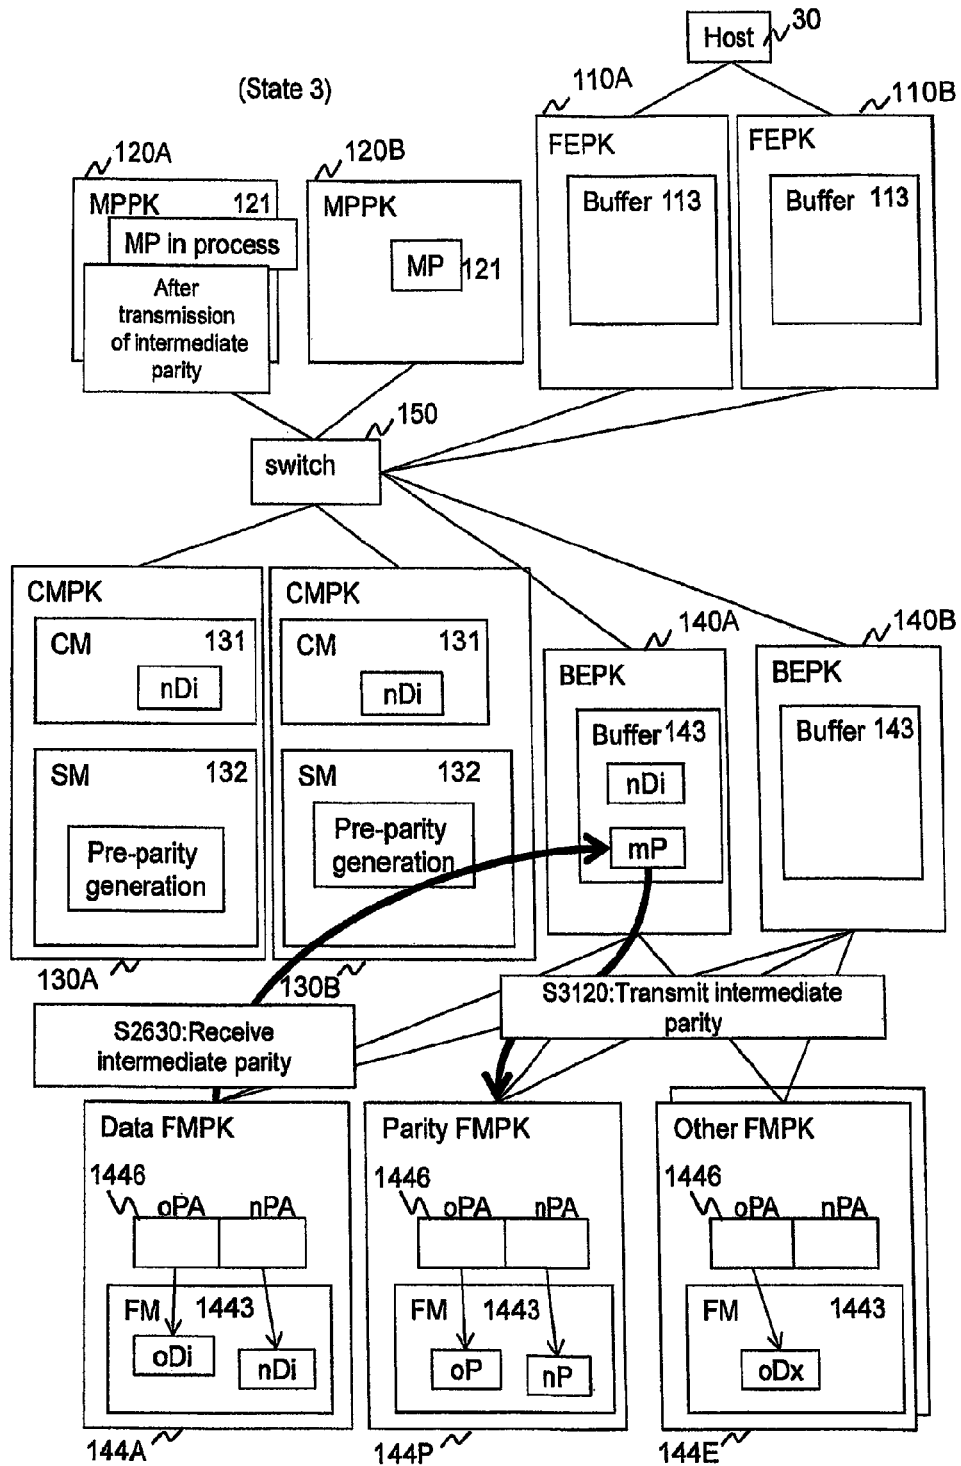 Host
30
(State 3)
110A
110B
FEPK
Buffer 113
FEPK
Buffer 113
120A
120B
MPPK
121
MP in process
After
transmission
of intermediate
parity
MPPK
MP
121
150
switch
CMPK
CM
131
nDi
SM
132
Pre-parity
generation
130A
CMPK
CM
131
nDi
SM
132
Pre-parity
generation
130B
140A
BEPK
Buffer 143
nDi
mP
140B
BEPK
Buffer 143
S2630:Receive
intermediate parity
S3120:Transmit intermediate
parity
Data FMPK
1446
oPA
nPA
FM
1443
oDi
nDi
144A
Parity FMPK
1446
oPA
nPA
FM
1443
oP
nP
144P
Other FMPK
1446
oPA
nPA
FM
1443
oDx
144E